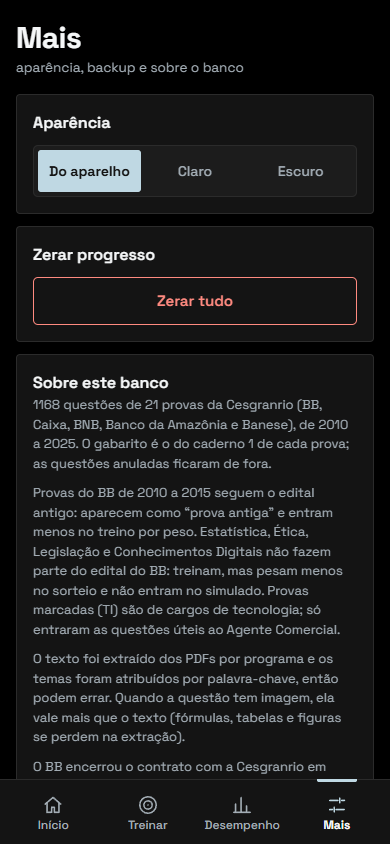 Mais
aparência, backup e sobre o banco
Aparência
Do aparelho
Claro
Escuro
Zerar progresso
Zerar tudo
Sobre este banco
1168 questões de 21 provas da Cesgranrio (BB,
Caixa, BNB, Banco da Amazônia e Banese), de 2010
a 2025. O gabarito é o do caderno 1 de cada prova;
as questões anuladas ficaram de fora.
Provas do BB de 2010 a 2015 seguem o edital
antigo: aparecem como “prova antiga” e entram
menos no treino por peso. Estatística, Ética,
Legislação e Conhecimentos Digitais não fazem
parte do edital do BB: treinam, mas pesam menos
no sorteio e não entram no simulado. Provas
marcadas (TI) são de cargos de tecnologia; só
entraram as questões úteis ao Agente Comercial.
O texto foi extraído dos PDFs por programa e os
temas foram atribuídos por palavra-chave, então
podem errar. Quando a questão tem imagem, ela
vale mais que o texto (fórmulas, tabelas e figuras
se perdem na extração).
O BB encerrou o contrato com a Cesgranrio em
Início
Treinar
Desempenho
Mais